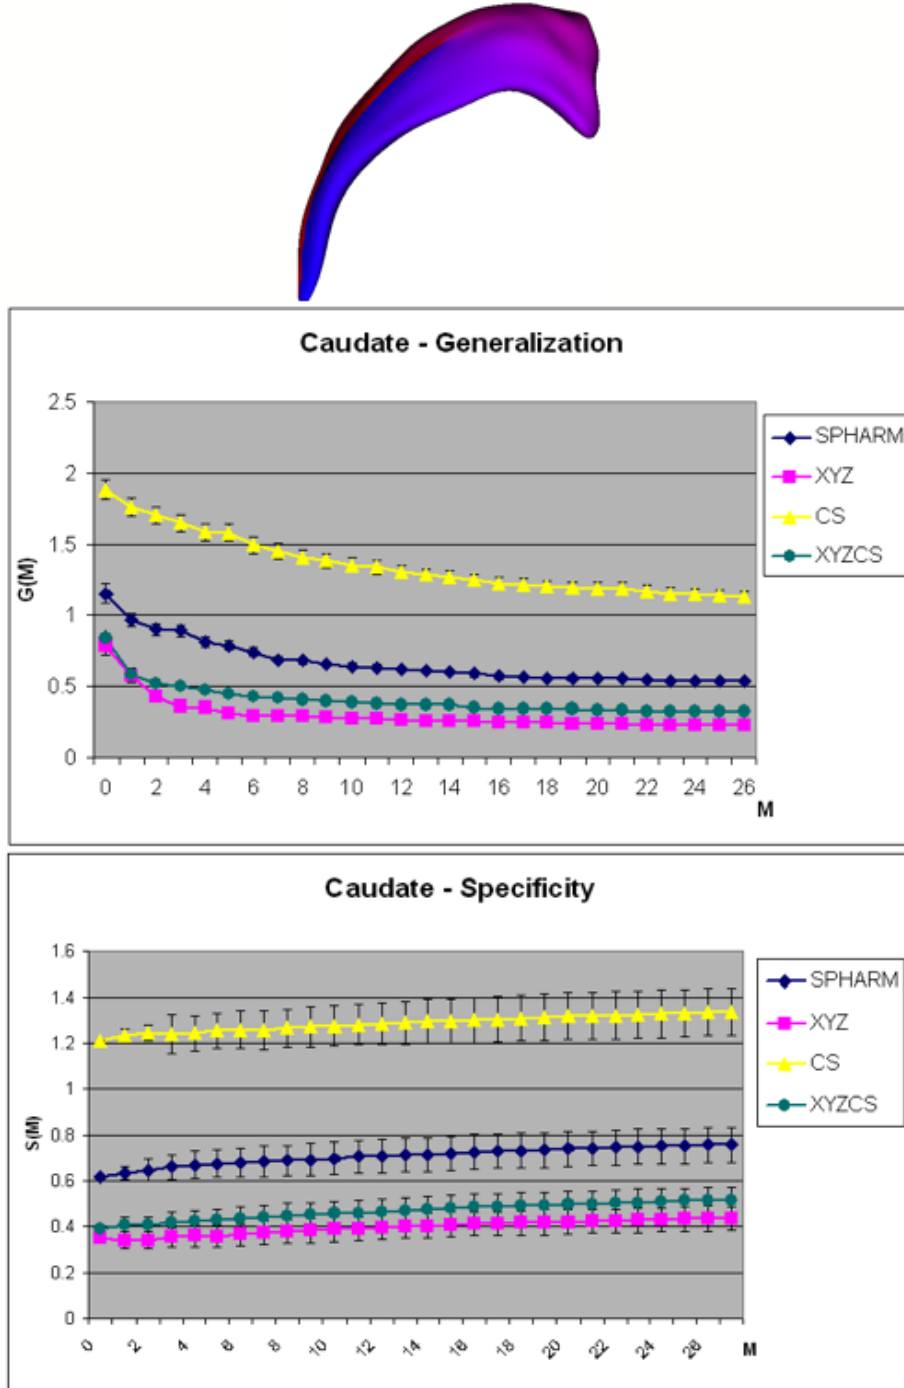 Caudate - Generalization
2.5
2
1.5
1
0.5
0
G(M)
0 2 4 6 8 10 12 14 16 18 20 22 24 26
M
SPHARM
XYZ
CS
XYZCS
Caudate - Specificity
1.6
1.4
1.2
1
0.8
0.6
0.4
0.2
0
S(M)
0 2 4 6 8 10 12 14 16 18 20 22 24 26
M
SPHARM
XYZ
CS
XYZCS